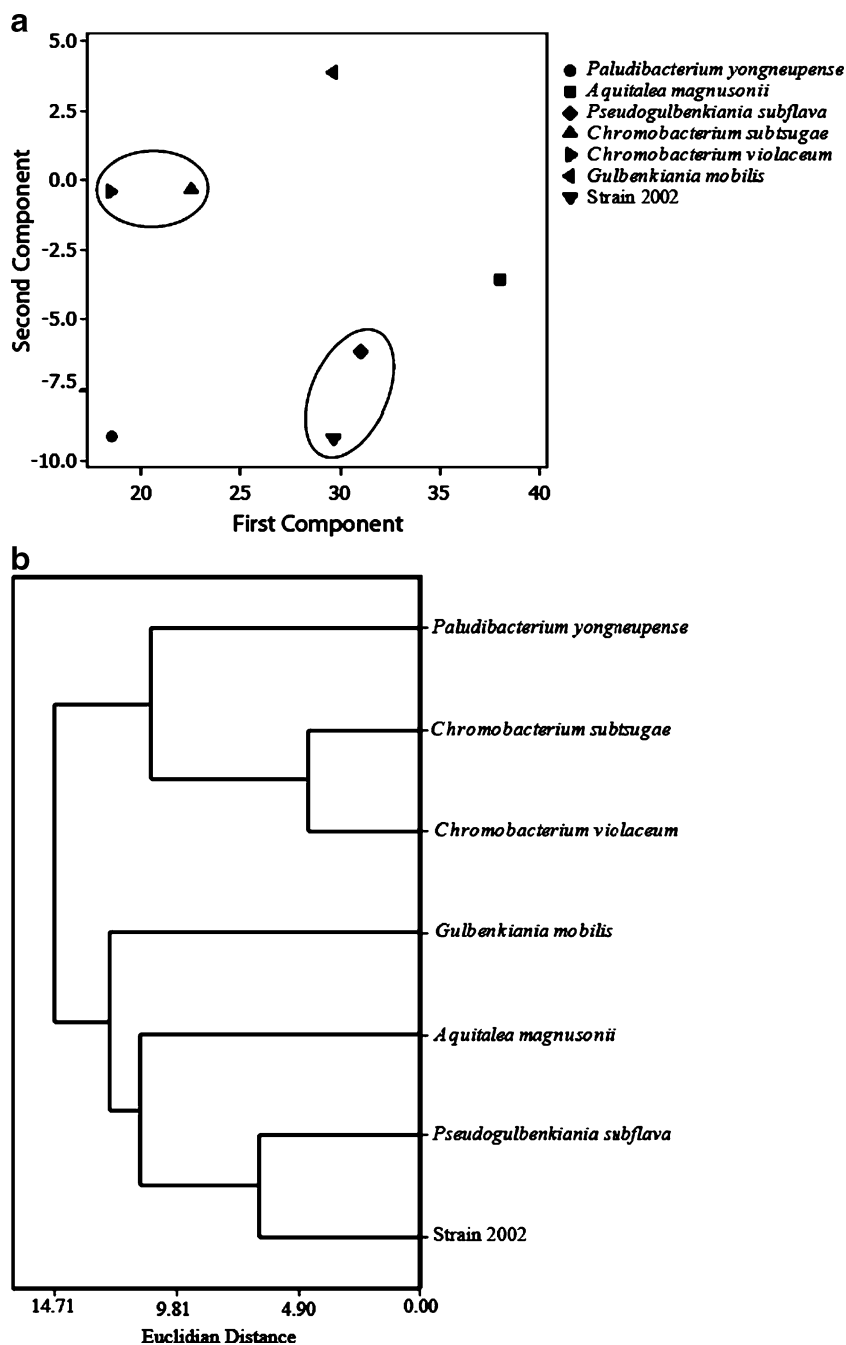 a
5.0
2.5
0.0
-2.5
-5.0
-7.5
-10.0
Second Component
20 25 30 35 40
First Component
Paludibacterium yongneupense
Aquitalea magnusonii
Pseudogulbenkiania subflava
Chromobacterium subtsugae
Chromobacterium violaceum
Gulbenkiania mobilis
Strain 2002
b
Paludibacterium yongneupense
Chromobacterium subtsugae
Chromobacterium violaceum
Gulbenkiania mobilis
Aquitalea magnusonii
Pseudogulbenkiania subflava
Strain 2002
14.71 9.81 4.90 0.00
Euclidian Distance